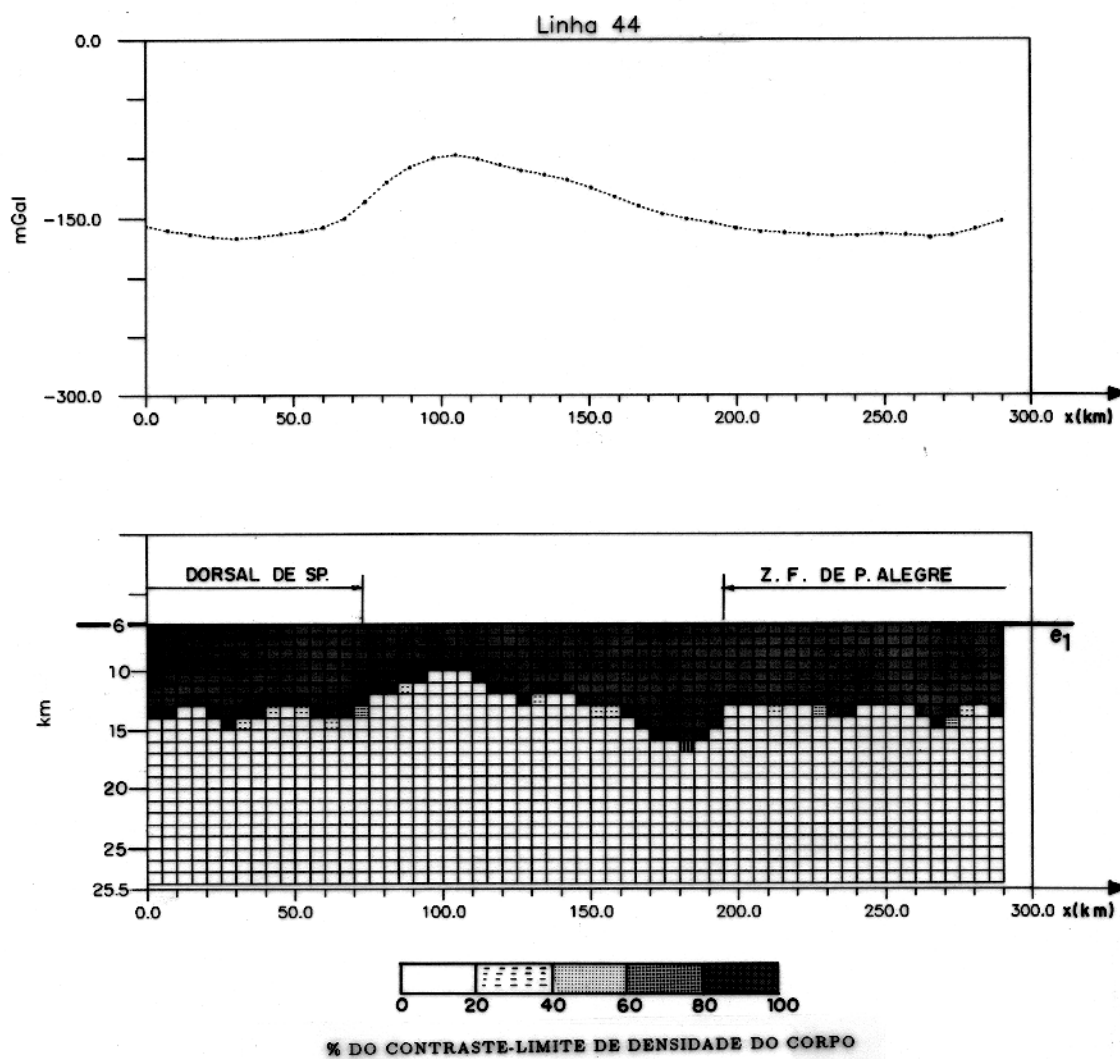 Linha 44
0.0
mGal
-150.0
-300.0
0.0 50.0 100.0 150.0 200.0 250.0 300.0 x(km)
DORSAL DE SP. Z. F. DE P. ALEGRE
6 e1
10
km
15
20
25
25.5
0.0 50.0 100.0 150.0 200.0 250.0 300.0 x(km)
0 20 40 60 80 100
% DO CONTRASTE-LIMITE DE DENSIDADE DO CORPO